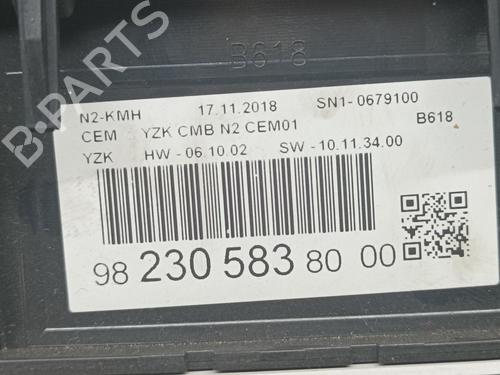 B618
N2-KMH 17.11.2018 SN1- 0679100
CEM YZK CMB N2 CEM01 B618
YZK HW - 06.10.02 SW - 10.11.34.00
98 230 583 80 00
B-PARTS